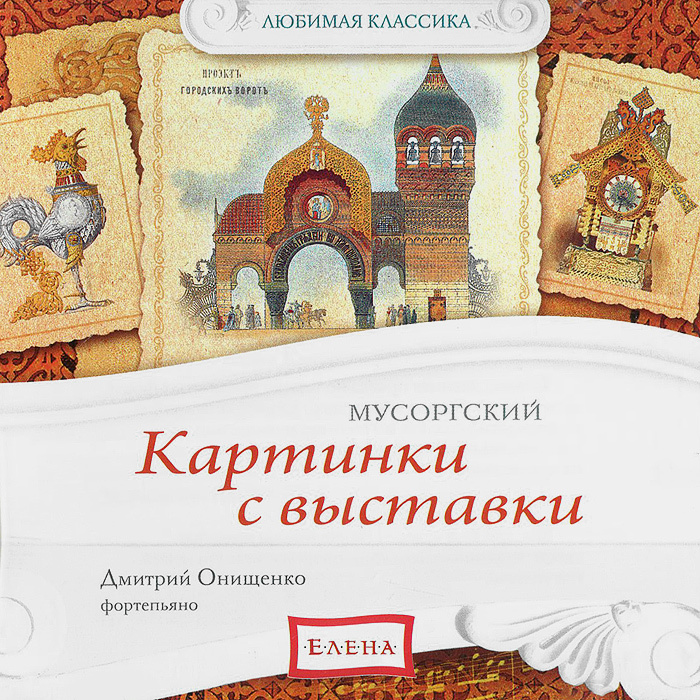 ЛЮБИМАЯ КЛАССИКА
ПРОЭКТЪ
ГОРОДСКИХЪ ВОРОТЪ
МУСОРГСКИЙ
Картинки
с выставки
Дмитрий Онищенко
фортепьяно
·ЕЛЕНА·